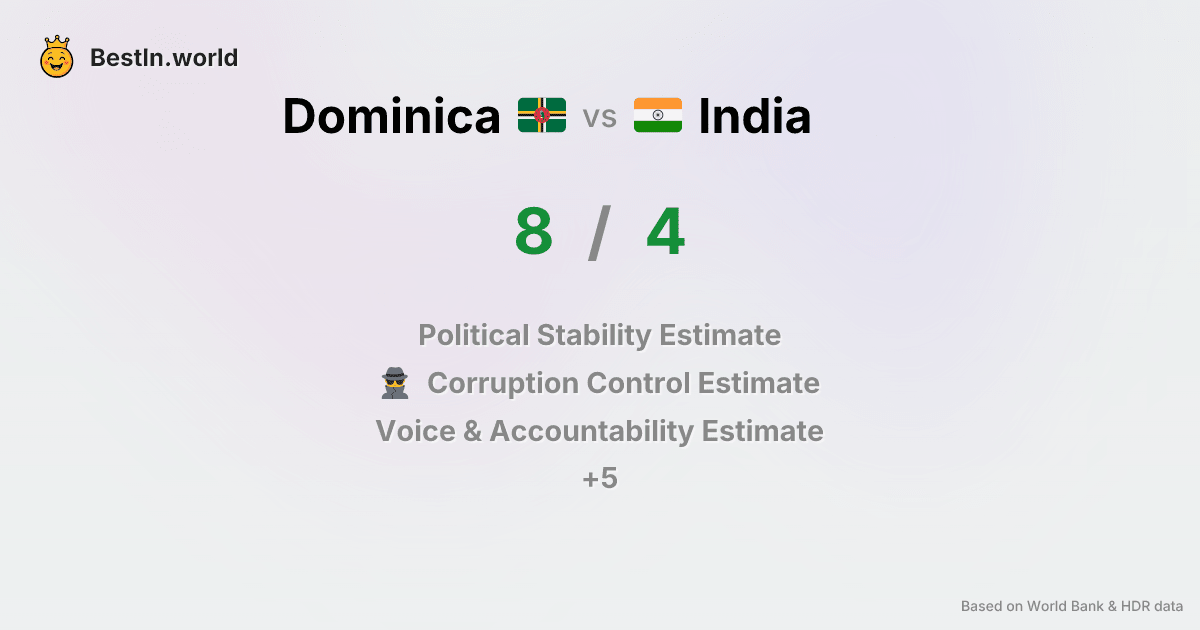 BestIn.world
Dominica vs India
8 / 4
Political Stability Estimate
Corruption Control Estimate
Voice & Accountability Estimate
+5
Based on World Bank & HDR data